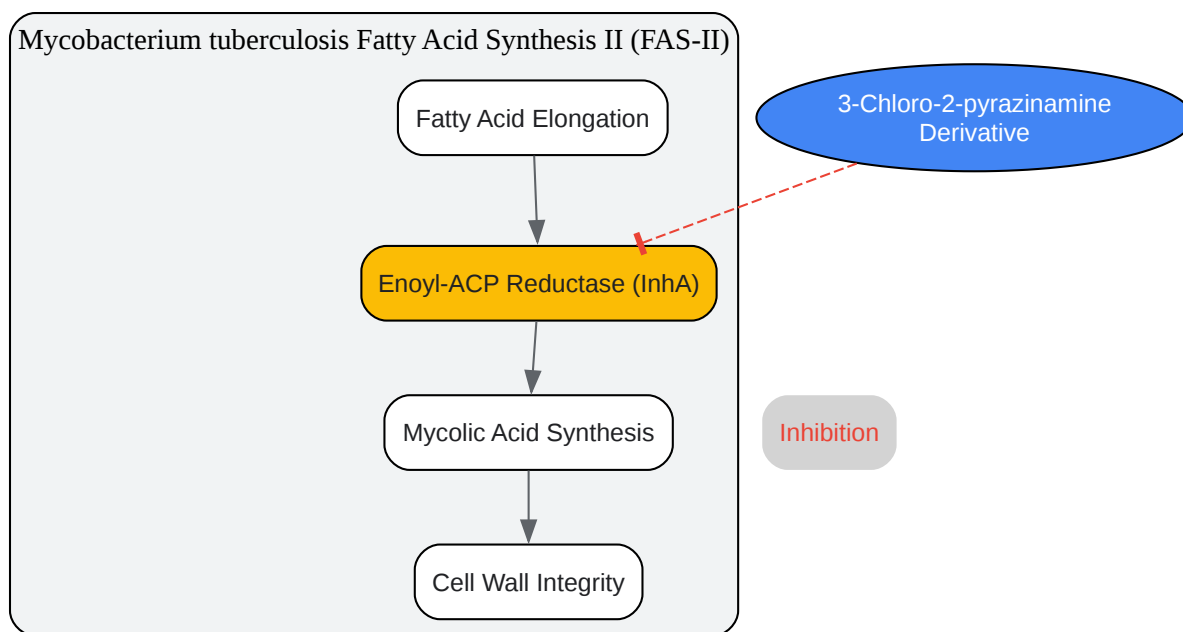 Mycobacterium tuberculosis Fatty Acid Synthesis II (FAS-II)
Fatty Acid Elongation
3-Chloro-2-pyrazinamine
Derivative
Enoyl-ACP Reductase (InhA)
Mycolic Acid Synthesis
Inhibition
Cell Wall Integrity